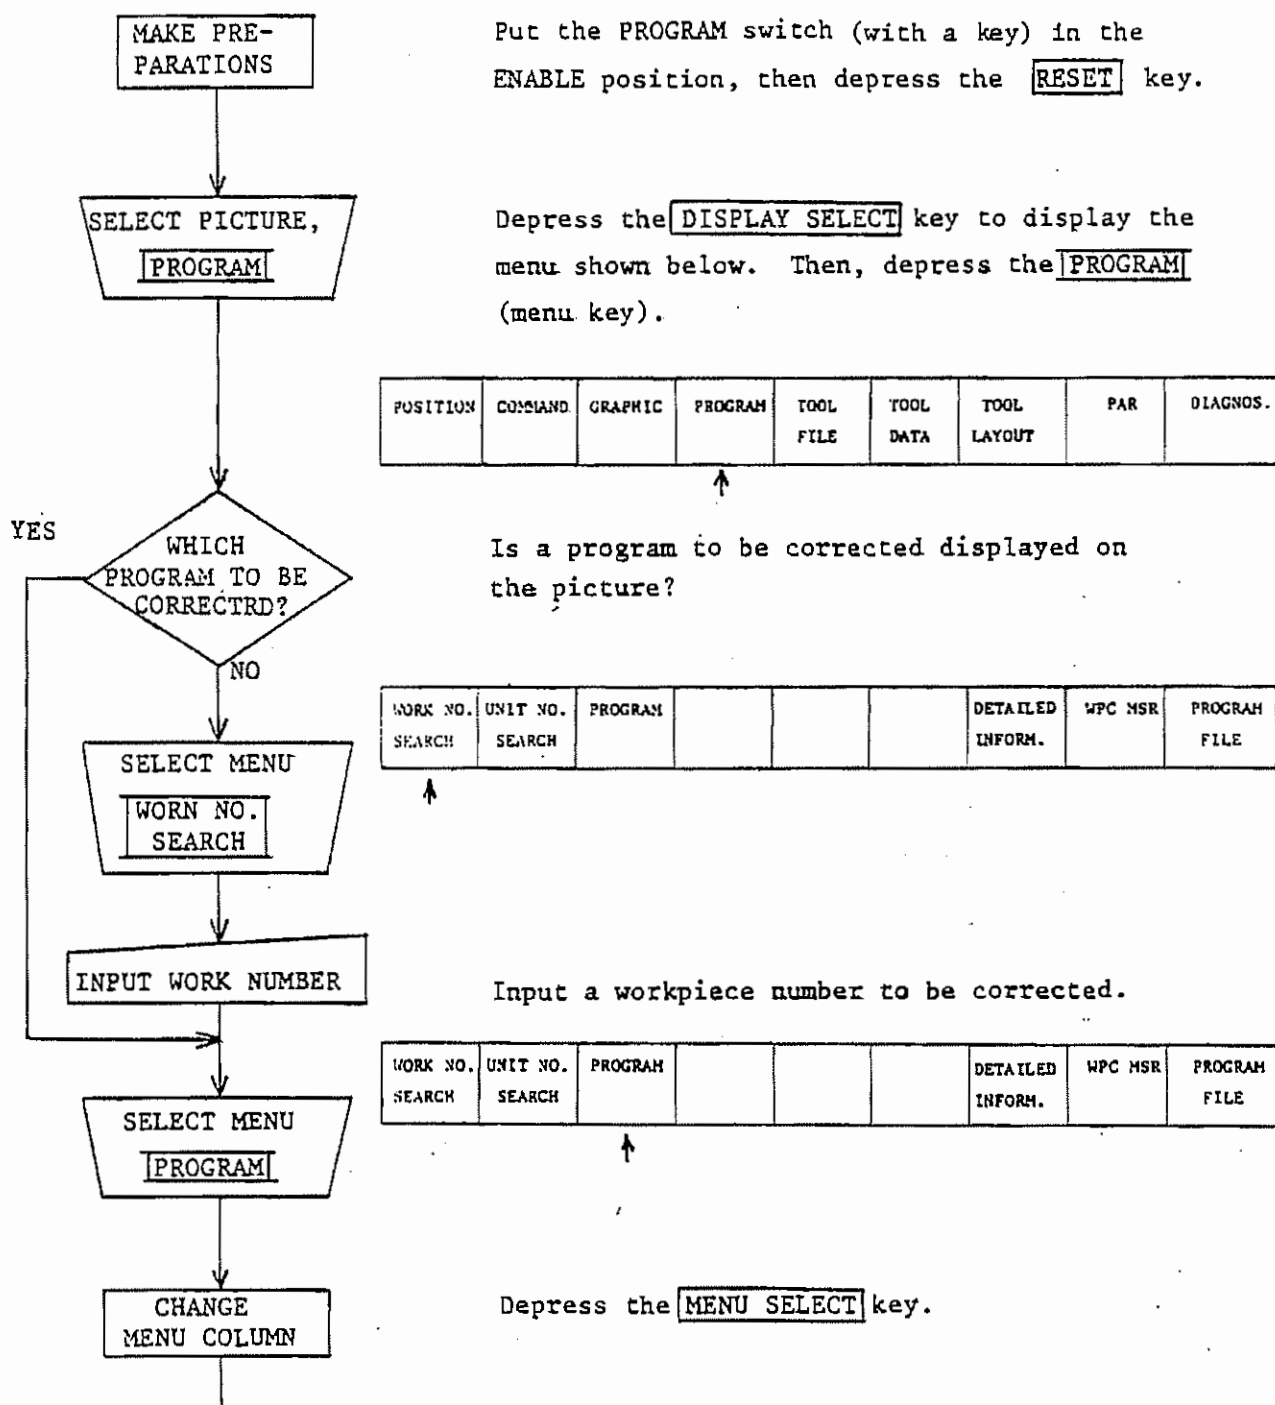 MAKE PRE-
PARATIONS
Put the PROGRAM switch (with a key) in the
ENABLE position, then depress the RESET key.
SELECT PICTURE,
PROGRAM
Depress the DISPLAY SELECT key to display the
menu shown below. Then, depress the PROGRAM
(menu key).
POSITION COMMAND GRAPHIC PROGRAM TOOL TOOL TOOL PAR DIAGNOS.
FILE DATA LAYOUT
YES
WHICH
PROGRAM TO BE
CORRECTRD?
NO
Is a program to be corrected displayed on
the picture?
WORK NO. UNIT NO. PROGRAM DETAILED WPC MSR PROGRAM
SEARCH SEARCH INFORM. FILE
SELECT MENU
WORN NO.
SEARCH
INPUT WORK NUMBER
Input a workpiece number to be corrected.
WORK NO. UNIT NO. PROGRAM DETAILED WPC MSR PROGRAM
SEARCH SEARCH INFORM. FILE
SELECT MENU
PROGRAM
CHANGE
MENU COLUMN
Depress the MENU SELECT key.